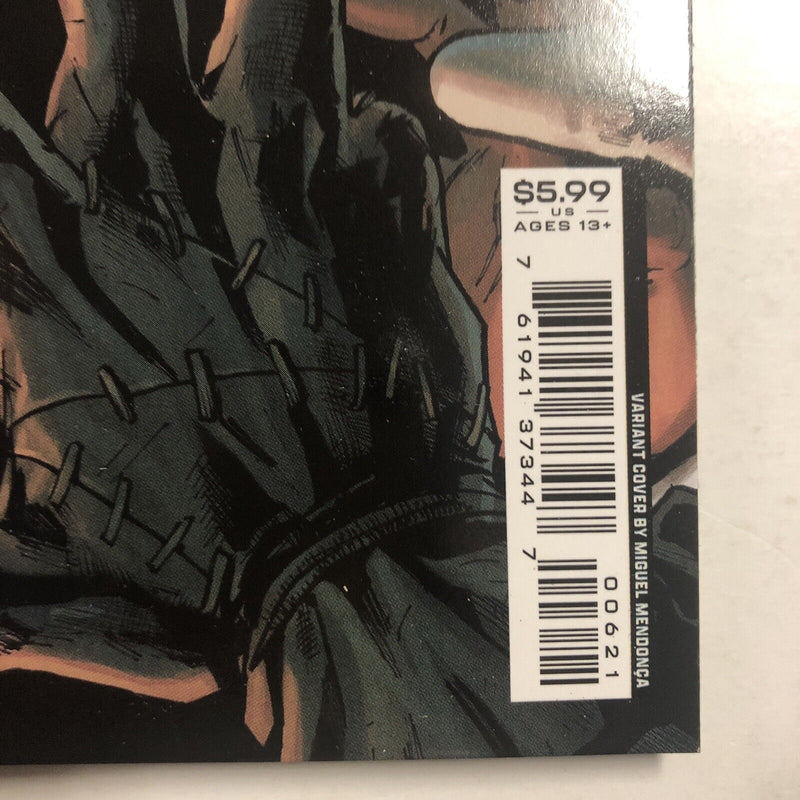 $5.99
US
AGES 13+
7 61941 37344 7
00621
VARIANT COVER BY MIGUEL MENDONÇA